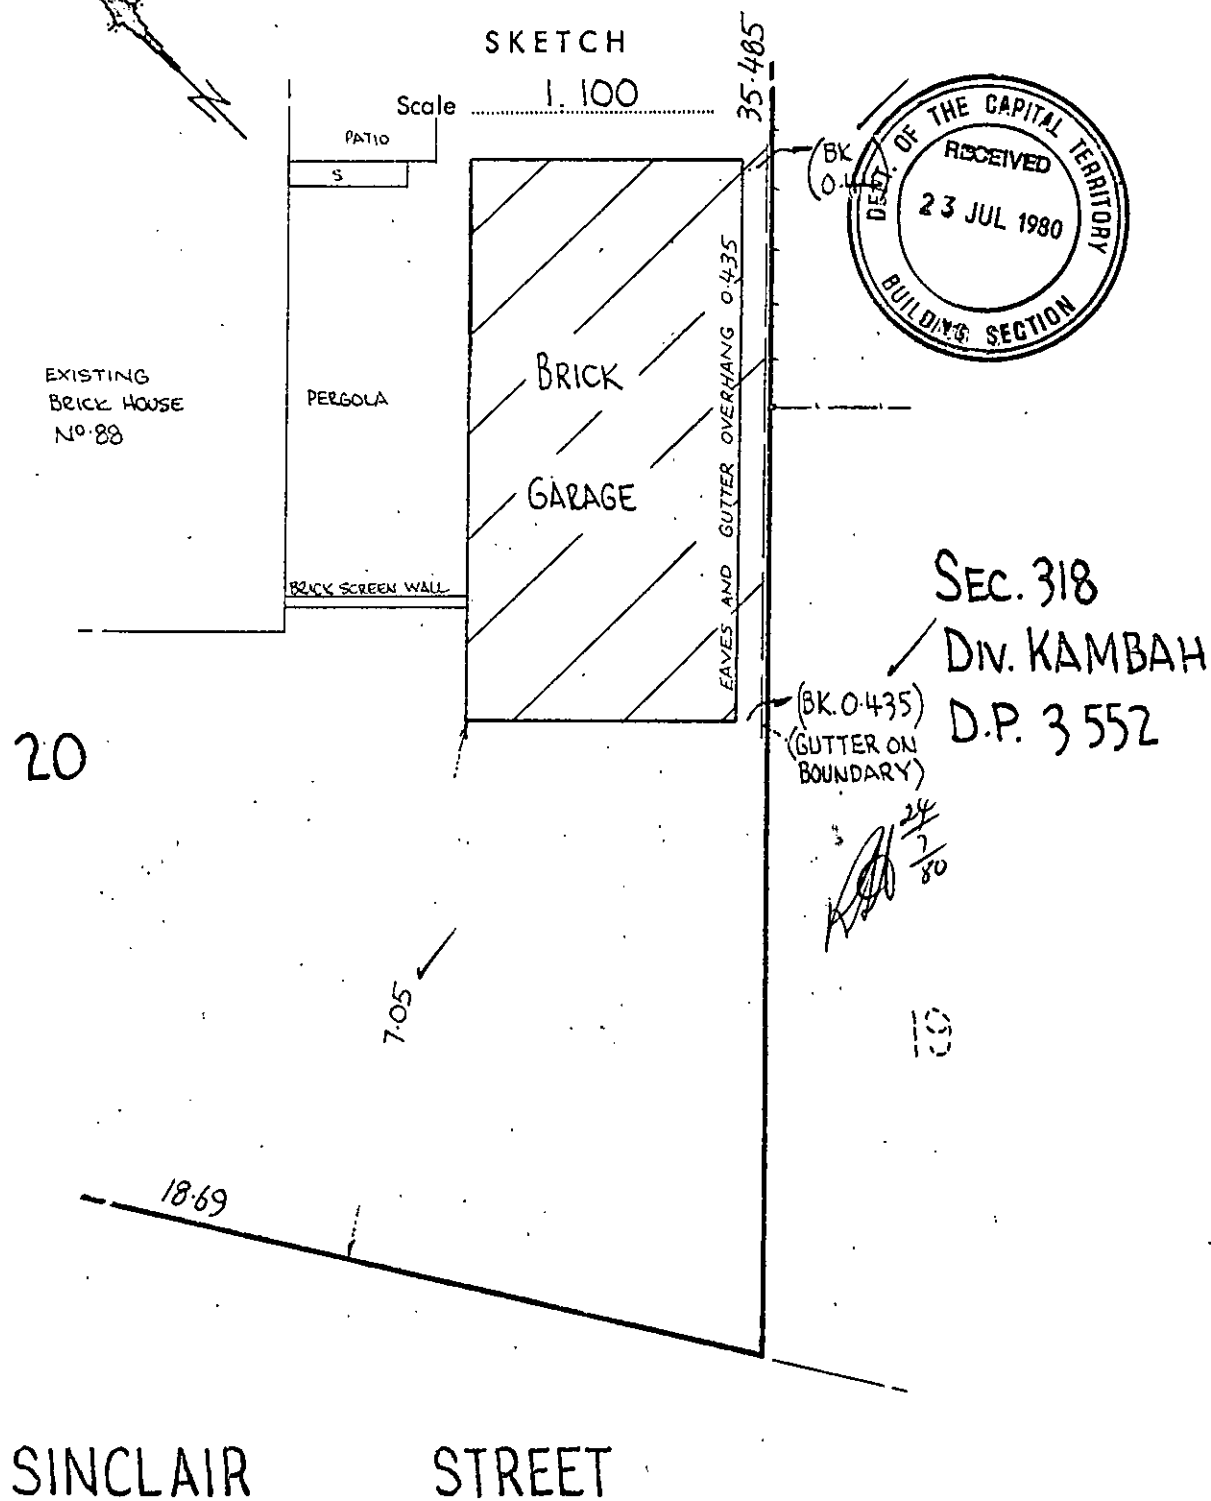 SKETCH
Scale 1.100
35.485
PATIO
S
(BK
DEPT. OF THE CAPITAL TERRITORY
RECEIVED
23 JUL 1980
BUILDING SECTION
EXISTING
BRICK HOUSE
No.88
PERGOLA
BRICK
GARAGE
EAVES AND GUTTER OVERHANG 0.435
BRICK SCREEN WALL
SEC. 318
DIV. KAMBAH
D.P. 3552
(BK.0.435)
(GUTTER ON
BOUNDARY)
20
24/7/80
7.05
19
18.69
SINCLAIR STREET